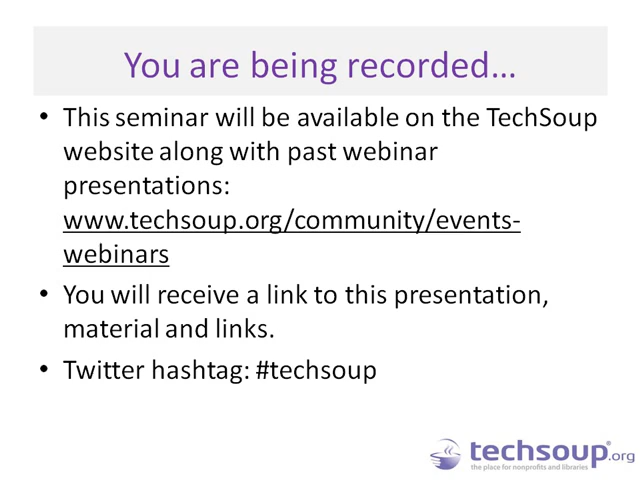 You are being recorded…
• This seminar will be available on the TechSoup
website along with past webinar
presentations:
www.techsoup.org/community/events-
webinars
• You will receive a link to this presentation,
material and links.
• Twitter hashtag: #techsoup
techsoup®.org
the place for nonprofits and libraries